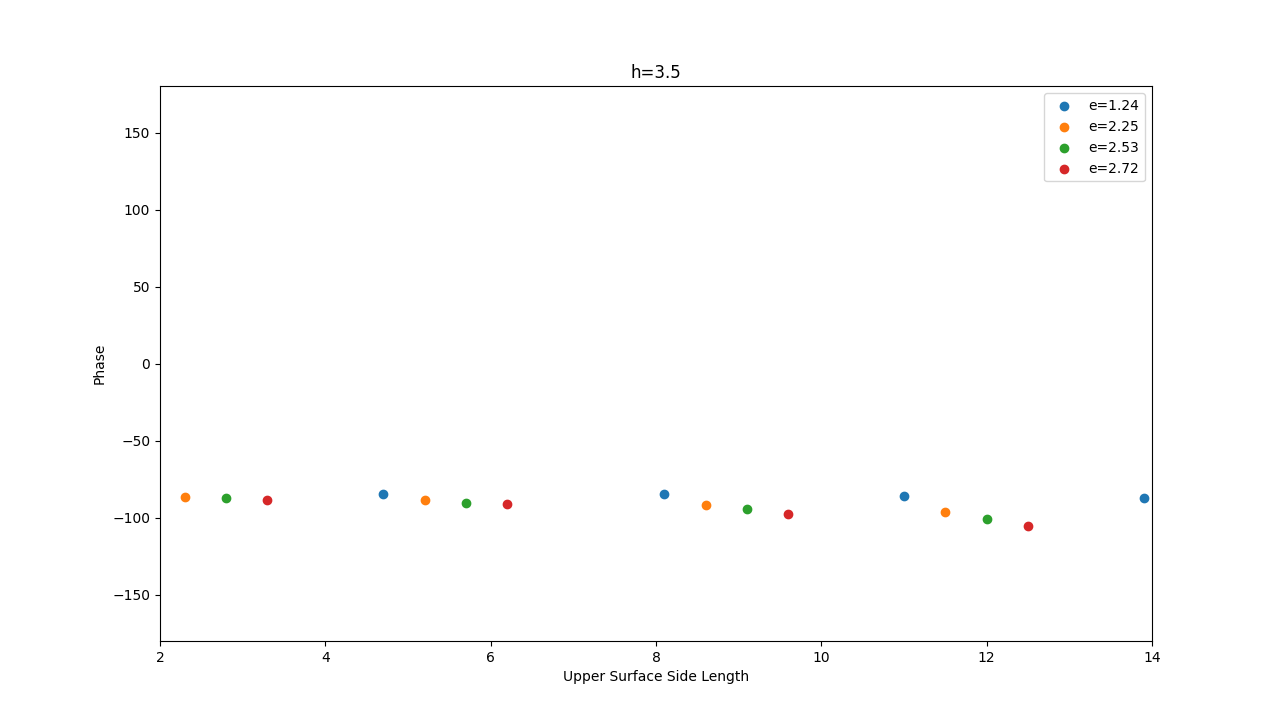 h=3.5
e=1.24
e=2.25
e=2.53
e=2.72
150
100
50
0
−50
−100
−150
Phase
2 4 6 8 10 12 14
Upper Surface Side Length